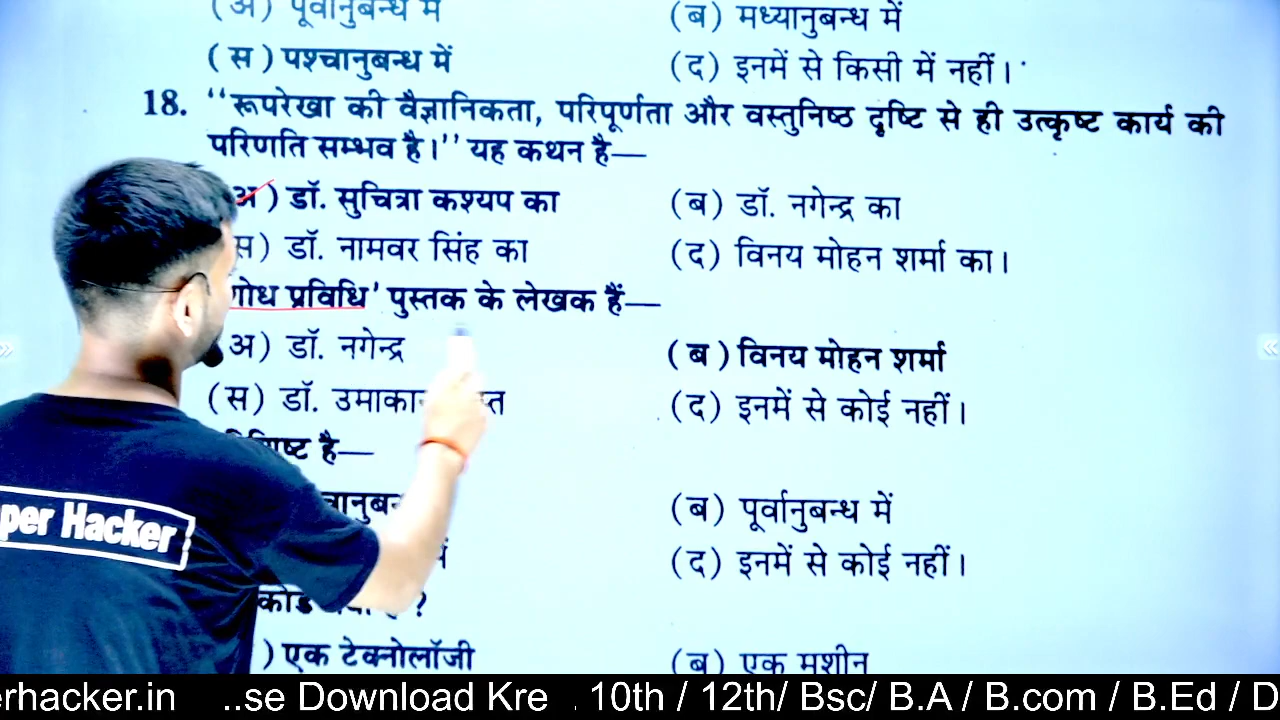 (अ) पूर्वानुबन्ध में (ब) मध्यानुबन्ध में
(स) पश्चानुबन्ध में (द) इनमें से किसी में नहीं।
18. “रूपरेखा की वैज्ञानिकता, परिपूर्णता और वस्तुनिष्ठ दृष्टि से ही उत्कृष्ट कार्य की
परिणति सम्भव है।” यह कथन है—
अ) डॉ. सुचित्रा कश्यप का (ब) डॉ. नगेन्द्र का
स) डॉ. नामवर सिंह का (द) विनय मोहन शर्मा का।
प्रविधि' पुस्तक के लेखक हैं—
अ) डॉ. नगेन्द्र (ब) विनय मोहन शर्मा
(स) डॉ. (द) इनमें से कोई नहीं।
है—
(ब) पूर्वानुबन्ध में
में (द) इनमें से कोई नहीं।
?
) एक टेक्नोलॉजी (ब) एक मशीन
per Hacker
erhacker.in ..se Download Kre . 10th / 12th/ Bsc/ B.A / B.com / B.Ed / D